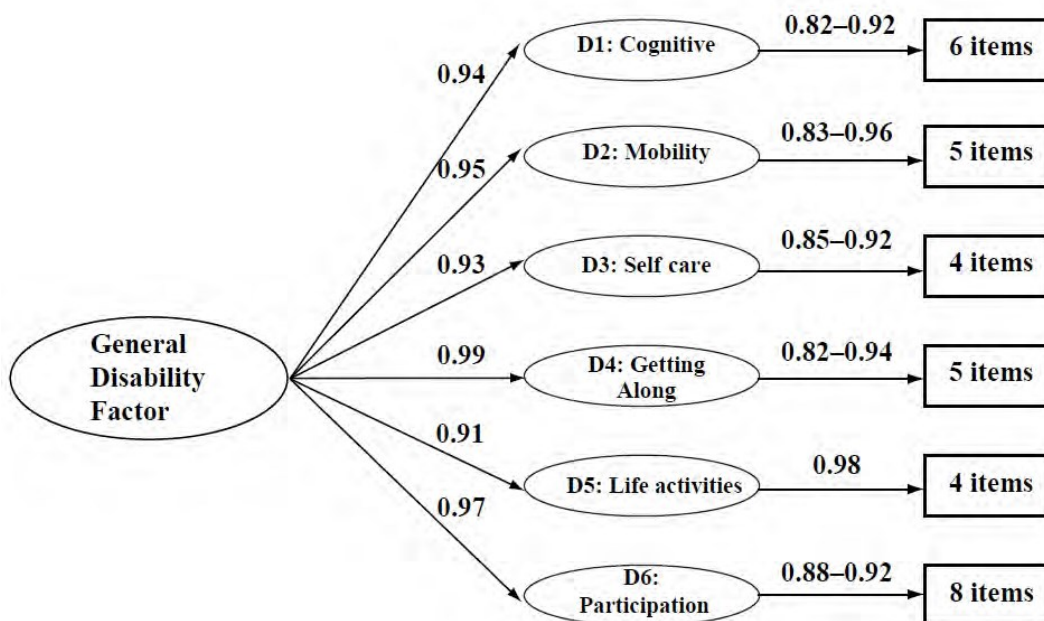 0.82–0.92
D1: Cognitive
6 items
0.94
0.83–0.96
D2: Mobility
5 items
0.95
0.85–0.92
D3: Self care
4 items
0.93
General
Disability
Factor
0.99
0.82–0.94
D4: Getting
Along
5 items
0.91
0.98
D5: Life activities
4 items
0.97
0.88–0.92
D6:
Participation
8 items